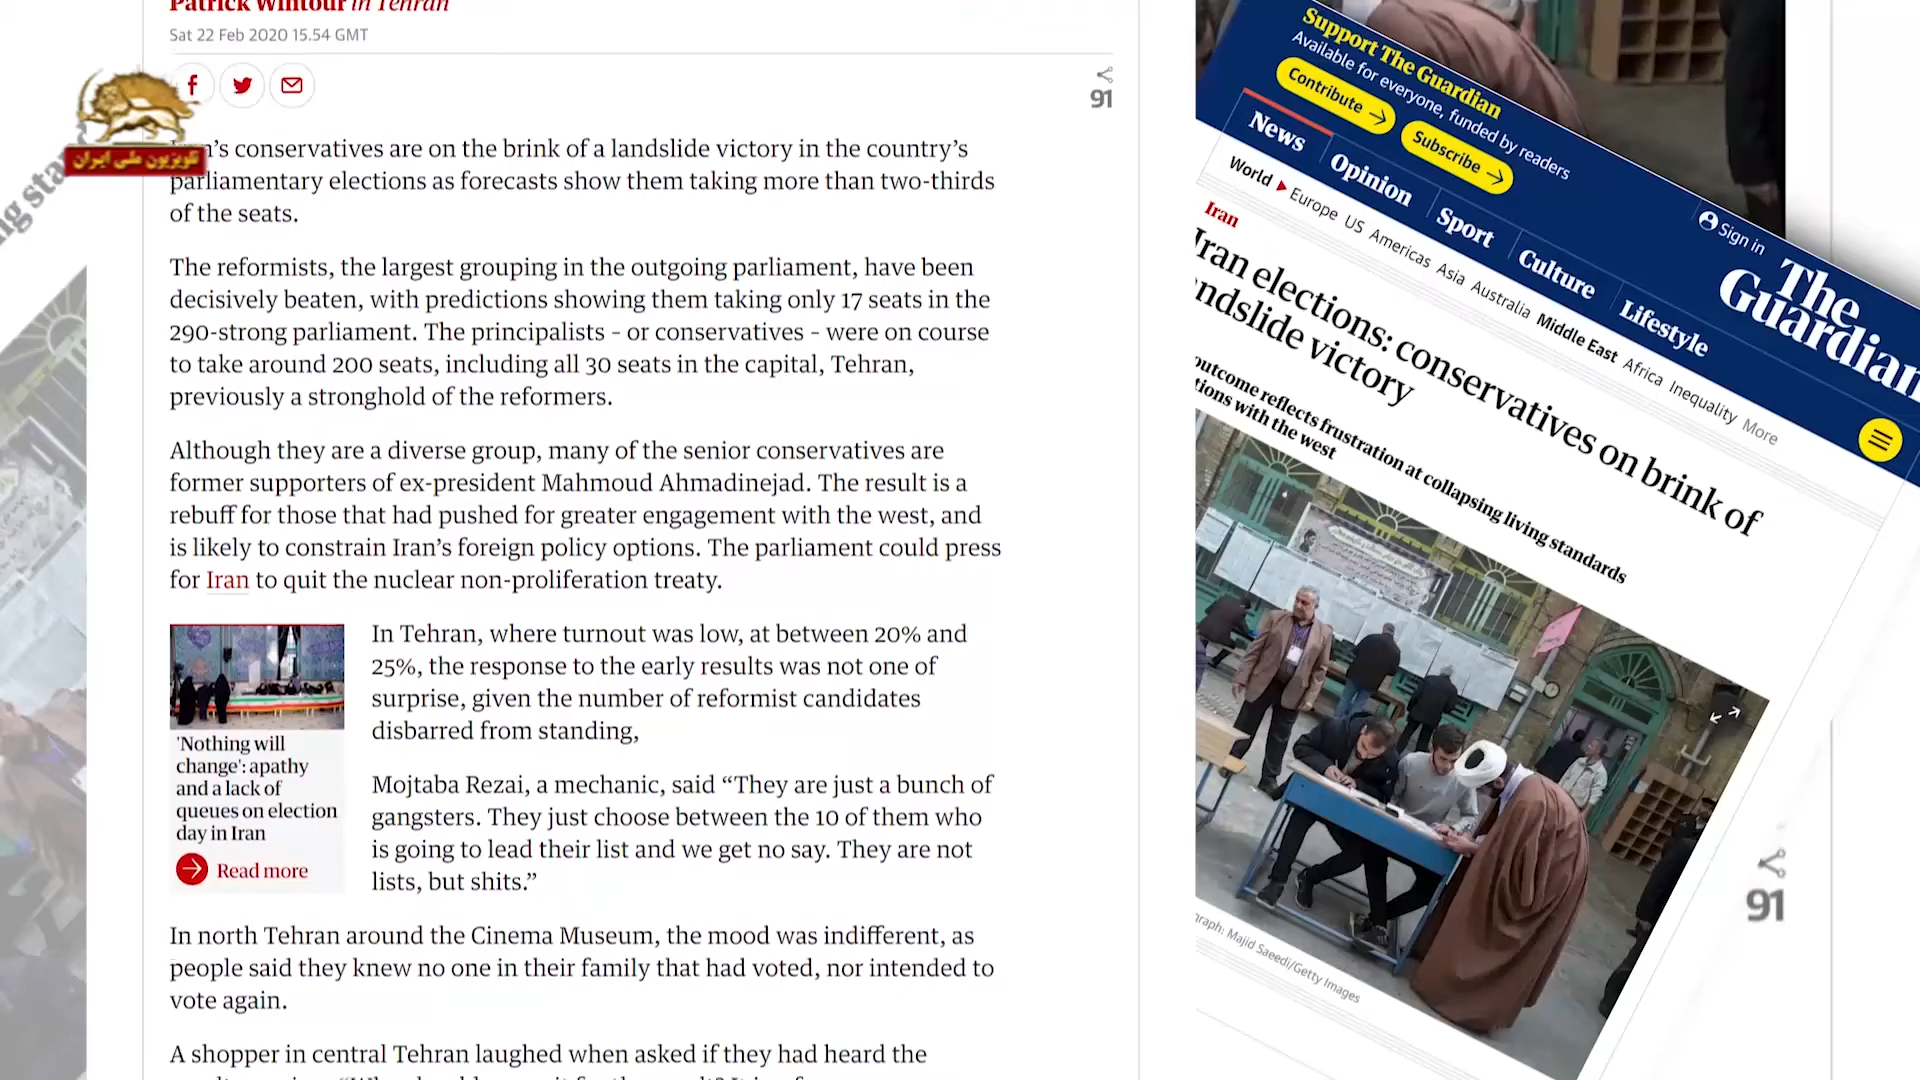 Patrick Wintour in Tehran
Sat 22 Feb 2020 15.54 GMT
91
تلویزیون ملی ایران
's conservatives are on the brink of a landslide victory in the country's
parliamentary elections as forecasts show them taking more than two-thirds
of the seats.
The reformists, the largest grouping in the outgoing parliament, have been
decisively beaten, with predictions showing them taking only 17 seats in the
290-strong parliament. The principalists – or conservatives – were on course
to take around 200 seats, including all 30 seats in the capital, Tehran,
previously a stronghold of the reformers.
Although they are a diverse group, many of the senior conservatives are
former supporters of ex-president Mahmoud Ahmadinejad. The result is a
rebuff for those that had pushed for greater engagement with the west, and
is likely to constrain Iran's foreign policy options. The parliament could press
for Iran to quit the nuclear non-proliferation treaty.
'Nothing will
change': apathy
and a lack of
queues on election
day in Iran
Read more
In Tehran, where turnout was low, at between 20% and
25%, the response to the early results was not one of
surprise, given the number of reformist candidates
disbarred from standing,
Mojtaba Rezai, a mechanic, said “They are just a bunch of
gangsters. They just choose between the 10 of them who
is going to lead their list and we get no say. They are not
lists, but shits.”
In north Tehran around the Cinema Museum, the mood was indifferent, as
people said they knew no one in their family that had voted, nor intended to
vote again.
A shopper in central Tehran laughed when asked if they had heard the
Support The Guardian
Available for everyone, funded by readers
Contribute
Subscribe
Sign in
The
Guardian
News
Opinion
Sport
Culture
Lifestyle
World
Europe
US
Americas
Asia
Australia
Middle East
Africa
Inequality
More
Iran
Iran elections: conservatives on brink of
landslide victory
outcome reflects frustration at collapsing living standards
tions with the west
graph: Majid Saeedi/Getty Images
91